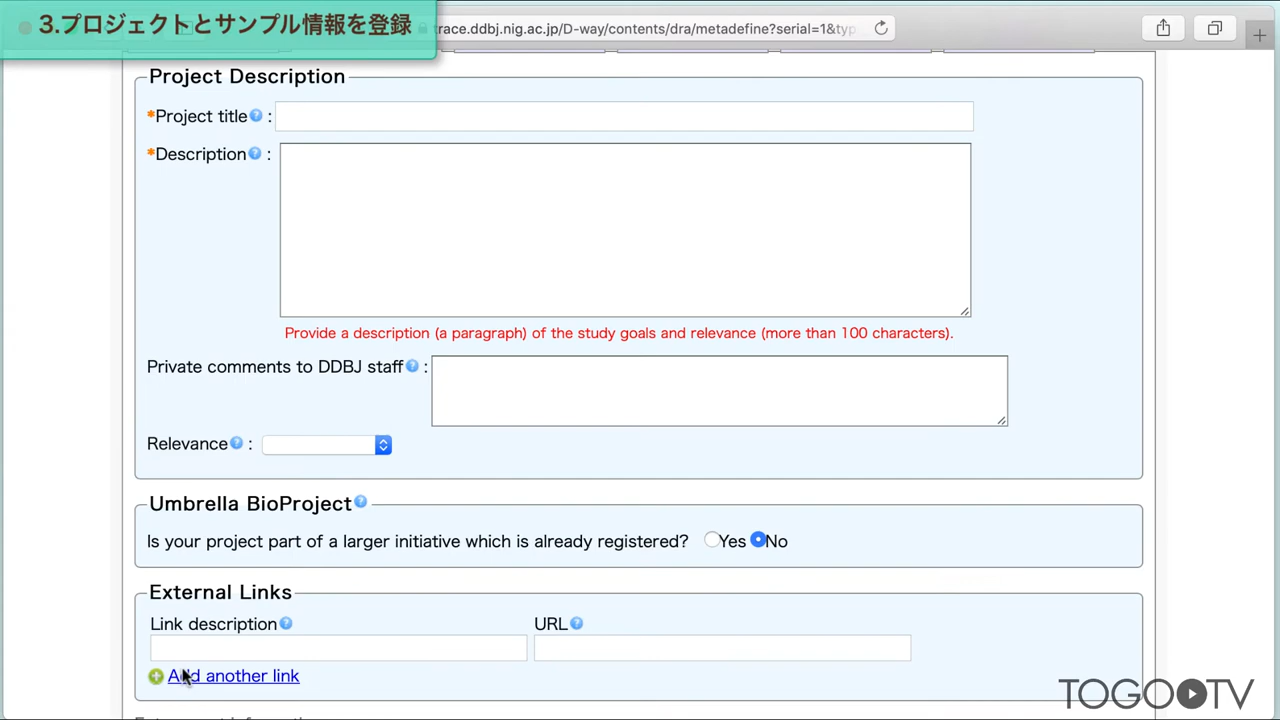 3.プロジェクトとサンプル情報を登録
trace.ddbj.nig.ac.jp/D-way/contents/dra/metadefine?serial=1&typ
Project Description
*Project title ? :
*Description ? :
Provide a description (a paragraph) of the study goals and relevance (more than 100 characters).
Private comments to DDBJ staff ? :
Relevance ? :
Umbrella BioProject ?
Is your project part of a larger initiative which is already registered? Yes No
External Links
Link description ? URL ?
Add another link
TOGO TV